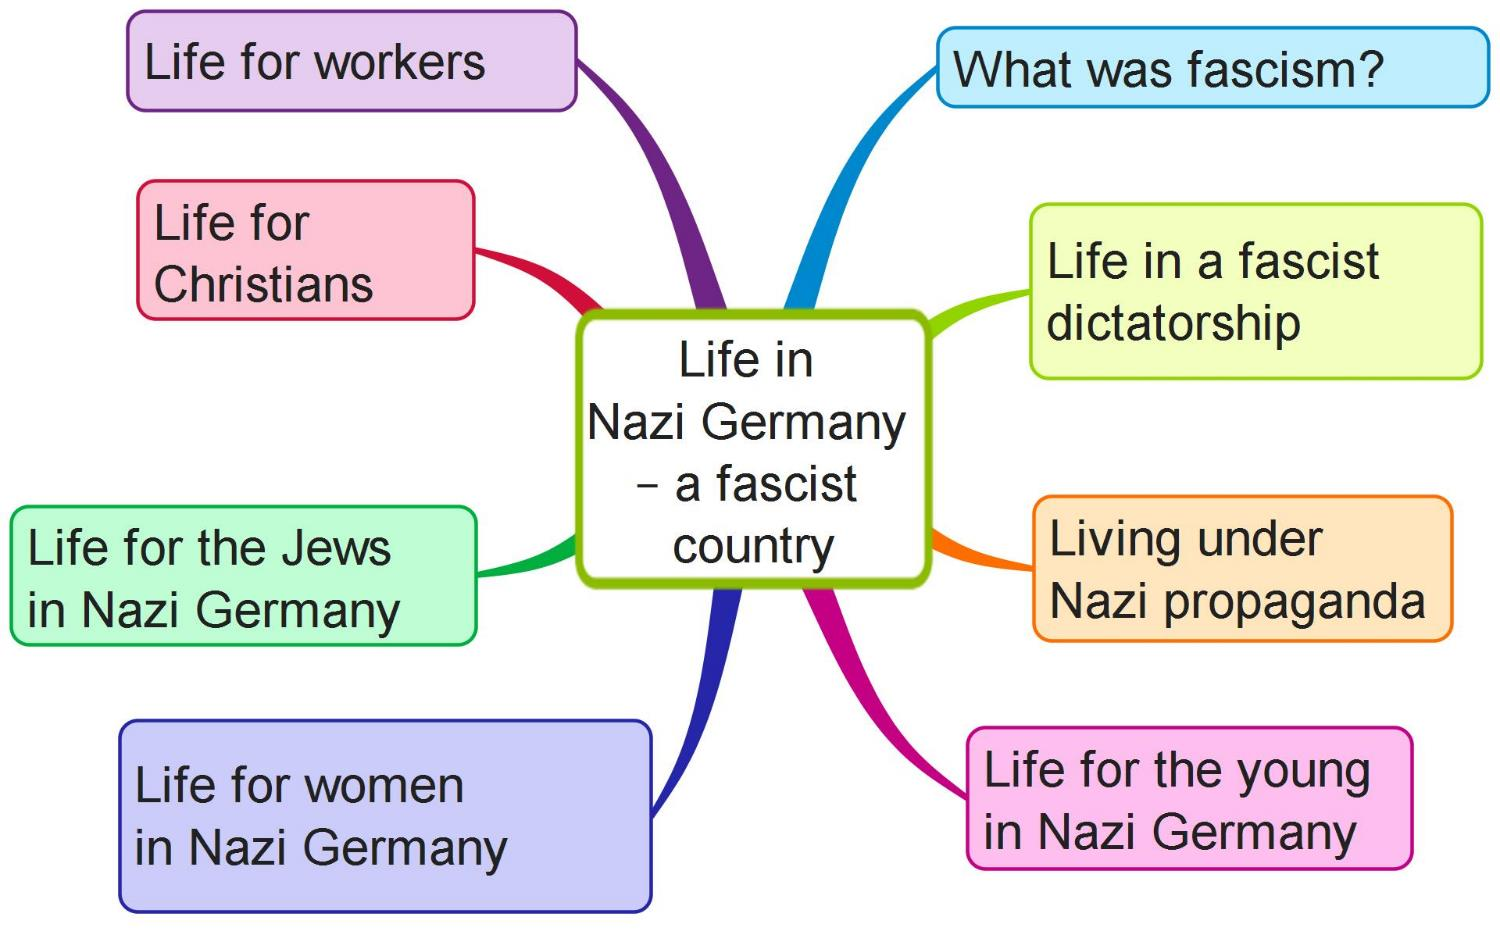 Life for workers
What was fascism?
Life for
Christians
Life in a fascist
dictatorship
Life in
Nazi Germany
– a fascist
country
Life for the Jews
in Nazi Germany
Living under
Nazi propaganda
Life for women
in Nazi Germany
Life for the young
in Nazi Germany